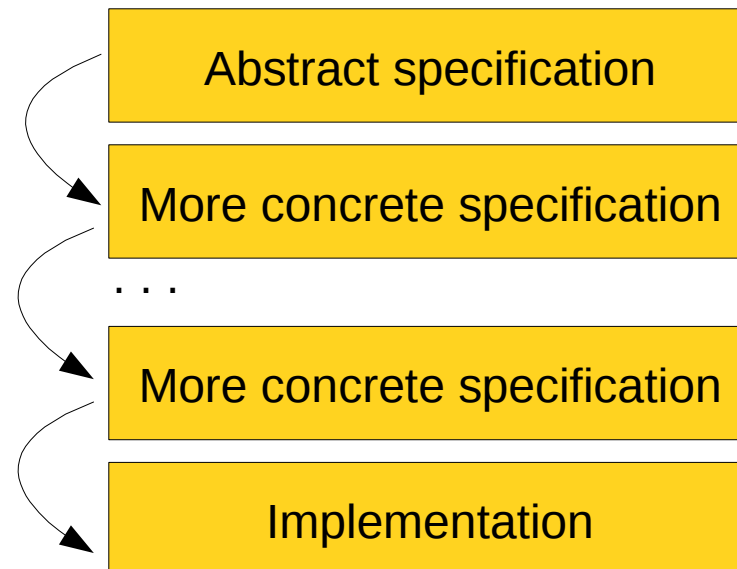 Abstract specification
More concrete specification
. . .
More concrete specification
Implementation